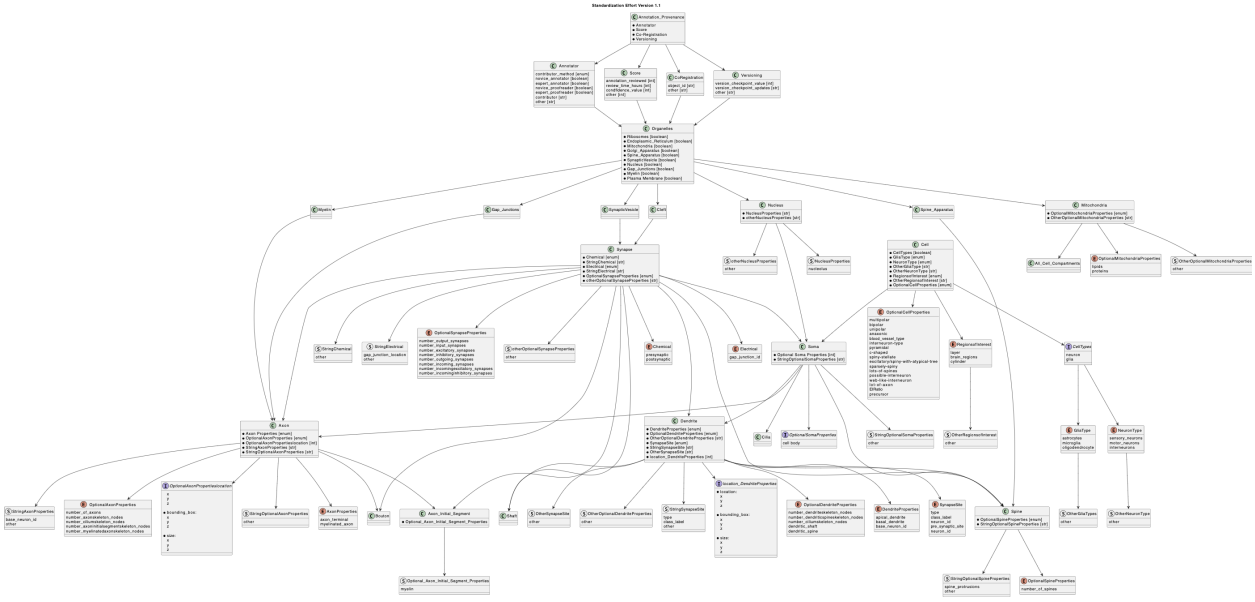 Standardization Effort Version 1.1
C Annotation_Provenance
Annotator
Score
Co-Registration
Versioning
C Annotator
contributor_method [enum]
novice_annotator [boolean]
expert_annotator [boolean]
novice_proofreader [boolean]
expert_proofreader [boolean]
contributor [str]
other [str]
C Score
annotation_reviewed [int]
review_time_hours [int]
confidence_value [int]
other [int]
C CoRegistration
object_id [str]
other [str]
C Versioning
version_checkpoint_value [int]
version_checkpoint_updates [str]
other [str]
C Organelles
Ribosomes [boolean]
Endoplasmic_Reticulum [boolean]
Mitochondria [boolean]
Golgi_Apparatus [boolean]
Spine_Apparatus [boolean]
SynapticVesicle [boolean]
Nucleus [boolean]
Gap_Junctions [boolean]
Myelin [boolean]
Plasma Membrane [boolean]
C Myelin
C Gap_Junctions
C SynapticVesicle
C Cleft
C Nucleus
NucleusProperties [str]
otherNucleusProperties [str]
C Spine_Apparatus
C Mitochondria
OptionalMitochondriaProperties [enum]
OtherOptionalMitochondriaProperties [str]
C Synapse
Chemical [enum]
StringChemical [str]
Electrical [enum]
StringElectrical [str]
OptionalSynapseProperties [enum]
otherOptionalSynapseProperties [str]
S otherNucleusProperties
other
S NucleusProperties
nucleolus
C Cell
CellTypes [boolean]
GliaType [enum]
NeuronType [enum]
OtherGliaType [str]
OtherNeuronType [str]
RegionsofInterest [enum]
OtherRegionsofInterest [str]
OptionalCellProperties [enum]
C All_Cell_Compartments
E OptionalMitochondriaProperties
lipids
proteins
S OtherOptionalMitochondriaProperties
other
S StringChemical
other
S StringElectrical
gap_junction_location
other
E OptionalSynapseProperties
number_output_synapses
number_input_synapses
number_excitatory_synapses
number_inhibitory_synapses
number_outgoing_synapses
number_incoming_synapses
number_incomingexcitatory_synapses
number_incominginhibitory_synapses
S otherOptionalSynapseProperties
other
E Chemical
presynaptic
postsynaptic
E Electrical
gap_junction_id
C Soma
Optional Soma Properties [int]
StringOptionalSomaProperties [str]
E OptionalCellProperties
multipolar
bipolar
unipolar
anaxonic
blood_vessel_type
interneuron-type
pyramidal
c-shaped
spiny-stellate
excitatory/spiny-with-atypical-tree
sparsely-spiny
lots-of-spines
possible-interneuron
web-like-interneuron
lot-of-axon
EIRatio
precursor
E RegionsofInterest
layer
brain_regions
cylinder
I CellTypes
neuron
glia
C Axon
Axon Properties [enum]
OptionalAxonProperties [enum]
OptionalAxonPropertieslocation [int]
StringAxonProperties [str]
StringOptionalAxonProperties [str]
C Dendrite
DendriteProperties [enum]
OptionalDendriteProperties [enum]
OtherOptionalDendriteProperties [str]
SynapseSite [enum]
StringSynapseSite [str]
OtherSynapseSite [str]
location_DendriteProperties [int]
C Cilia
I OptionalSomaProperties
cell body
S StringOptionalSomaProperties
other
S OtherRegionsofInterest
other
E GliaType
astrocytes
microglia
oligodendrocyte
E NeuronType
sensory_neurons
motor_neurons
interneurons
S StringAxonProperties
base_neuron_id
other
E OptionalAxonProperties
number_of_axons
number_axonskeleton_nodes
number_ciliumskeleton_nodes
number_axoninitialsegmentskeleton_nodes
number_myelinatedaxonskeleton_nodes
I OptionalAxonPropertieslocation
x
y
z
bounding_box:
x
y
z
size:
x
y
z
S StringOptionalAxonProperties
other
E AxonProperties
axon_terminal
myelinated_axon
C Bouton
C Axon_Initial_Segment
Optional_Axon_Initial_Segment_Properties
C Shaft
S OtherSynapseSite
other
S OtherOptionalDendriteProperties
other
S StringSynapseSite
type
class_label
other
I location_DendriteProperties
location:
x
y
z
bounding_box:
x
y
z
size:
x
y
z
E OptionalDendriteProperties
number_dendriteskeleton_nodes
number_dendriticspineskeleton_nodes
number_ciliumskeleton_nodes
dendritic_shaft
dendritic_spine
E DendriteProperties
apical_dendrite
basal_dendrite
base_neuron_id
E SynapseSite
type
class_label
neuron_id
pre_synaptic_site
neuron_id
C Spine
OptionalSpineProperties [enum]
StringOptionalSpineProperties [str]
S OtherGliaTypes
other
S OtherNeuronType
other
S Optional_Axon_Initial_Segment_Properties
myelin
S StringOptionalSpineProperties
spine_protrusions
other
E OptionalSpineProperties
number_of_spines